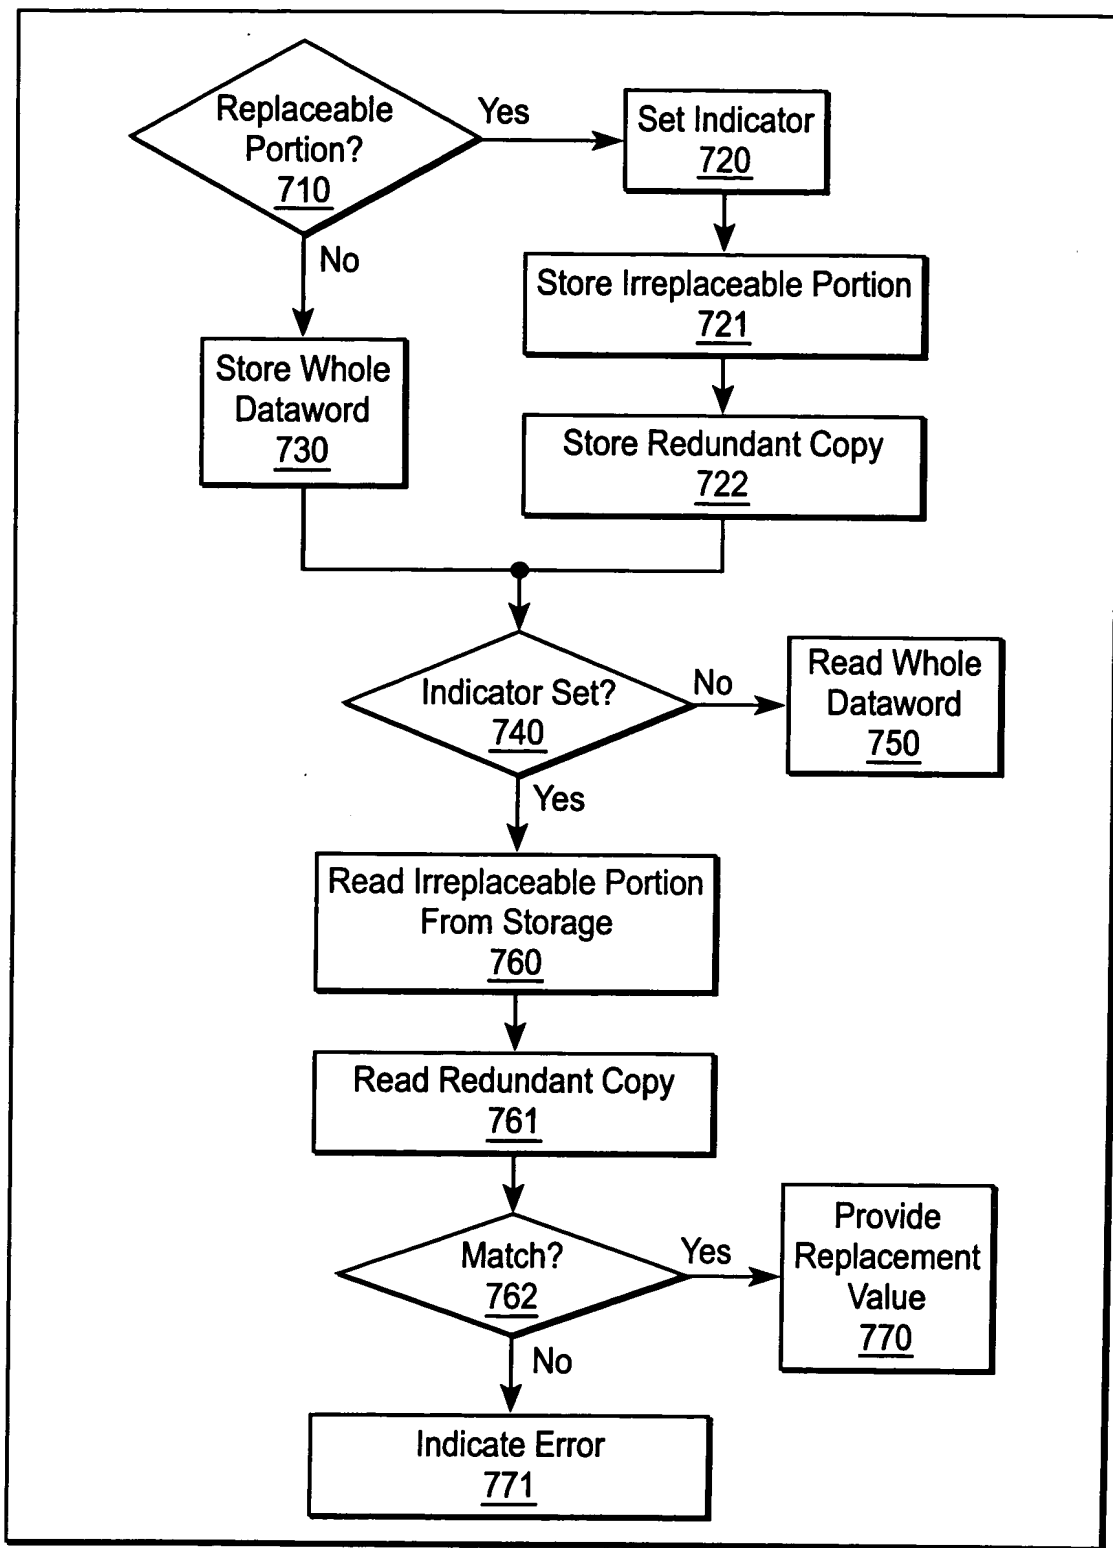 Replaceable
Portion?
710
Yes
Set Indicator
720
No
Store Irreplaceable Portion
721
Store Whole
Dataword
730
Store Redundant Copy
722
Indicator Set?
740
No
Read Whole
Dataword
750
Yes
Read Irreplaceable Portion
From Storage
760
Read Redundant Copy
761
Match?
762
Yes
Provide
Replacement
Value
770
No
Indicate Error
771